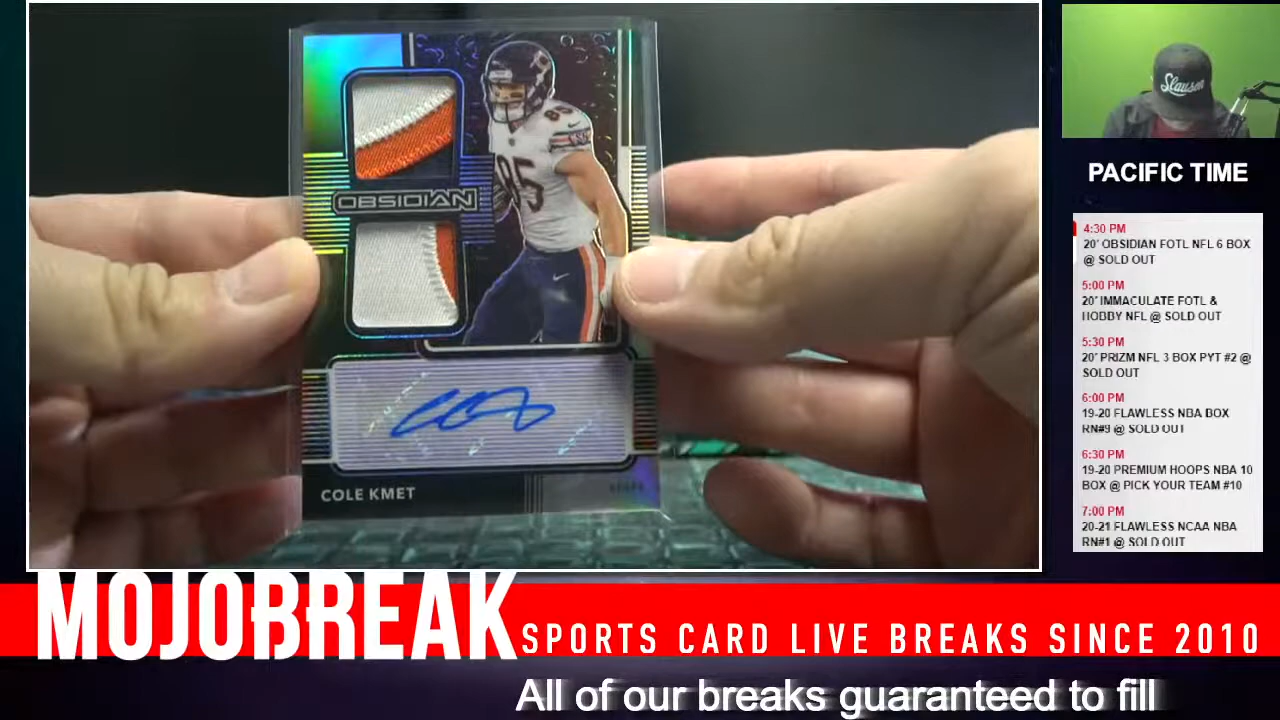 OBSIDIAN
85
85
COLE KMET
Slauson
PACIFIC TIME
4:30 PM
20' OBSIDIAN FOTL NFL 6 BOX
@ SOLD OUT
5:00 PM
20' IMMACULATE FOTL &
HOBBY NFL @ SOLD OUT
5:30 PM
20' PRIZM NFL 3 BOX PYT #2 @
SOLD OUT
6:00 PM
19-20 FLAWLESS NBA BOX
RN#9 @ SOLD OUT
6:30 PM
19-20 PREMIUM HOOPS NBA 10
BOX @ PICK YOUR TEAM #10
7:00 PM
20-21 FLAWLESS NCAA NBA
RN#1 @ SOLD OUT
MOJOBREAK
SPORTS CARD LIVE BREAKS SINCE 2010
All of our breaks guaranteed to fill